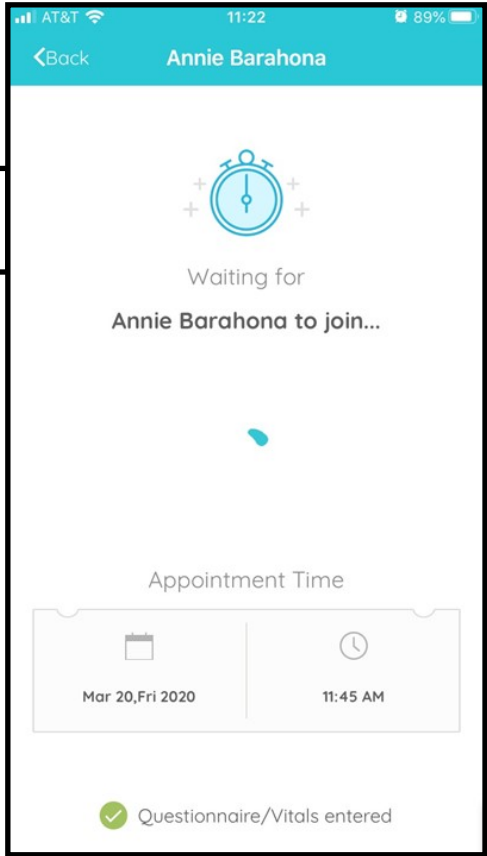 AT&T 11:22 89%
Back Annie Barahona
Waiting for
Annie Barahona to join...
Appointment Time
Mar 20,Fri 2020 11:45 AM
Questionnaire/Vitals entered